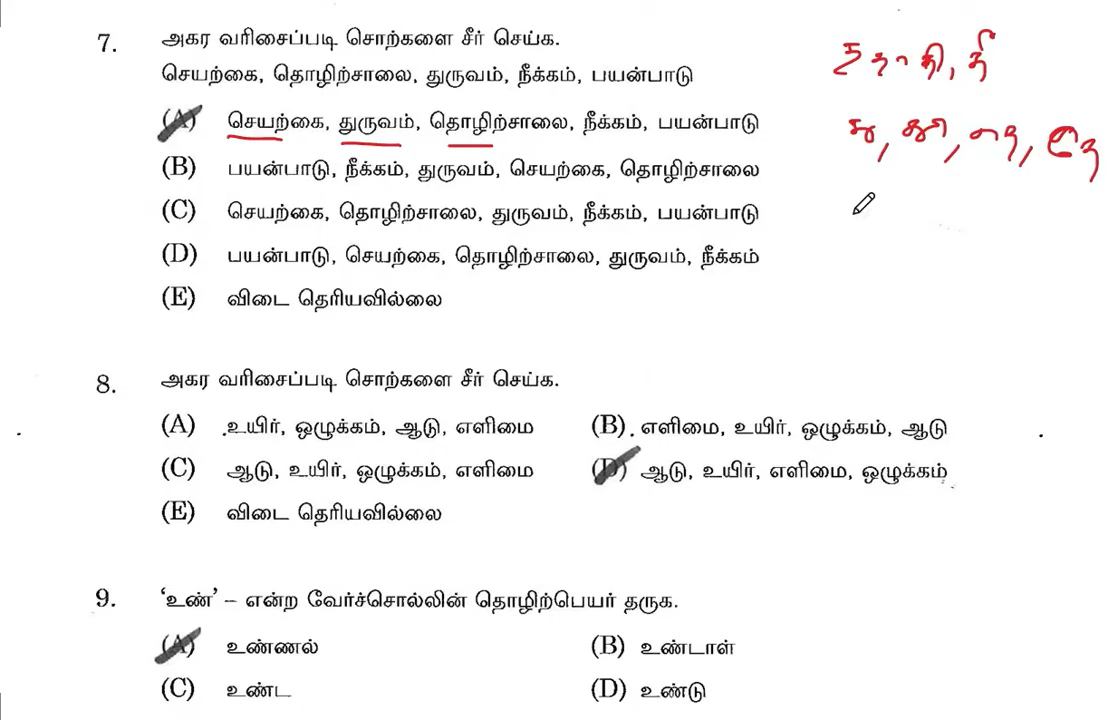 7. அகர வரிசைப்படி சொற்களை சீர் செய்க.
செயற்கை, தொழிற்சாலை, துருவம், நீக்கம், பயன்பாடு
(A) செயற்கை, துருவம், தொழிற்சாலை, நீக்கம், பயன்பாடு
(B) பயன்பாடு, நீக்கம், துருவம், செயற்கை, தொழிற்சாலை
(C) செயற்கை, தொழிற்சாலை, துருவம், நீக்கம், பயன்பாடு
(D) பயன்பாடு, செயற்கை, தொழிற்சாலை, துருவம், நீக்கம்
(E) விடை தெரியவில்லை
8. அகர வரிசைப்படி சொற்களை சீர் செய்க.
(A) உயிர், ஒழுக்கம், ஆடு, எளிமை (B) எளிமை, உயிர், ஒழுக்கம், ஆடு
(C) ஆடு, உயிர், ஒழுக்கம், எளிமை (D) ஆடு, உயிர், எளிமை, ஒழுக்கம்
(E) விடை தெரியவில்லை
9. ‘உண்’ – என்ற வேர்ச்சொல்லின் தொழிற்பெயர் தருக.
(A) உண்ணல் (B) உண்டாள்
(C) உண்ட (D) உண்டு